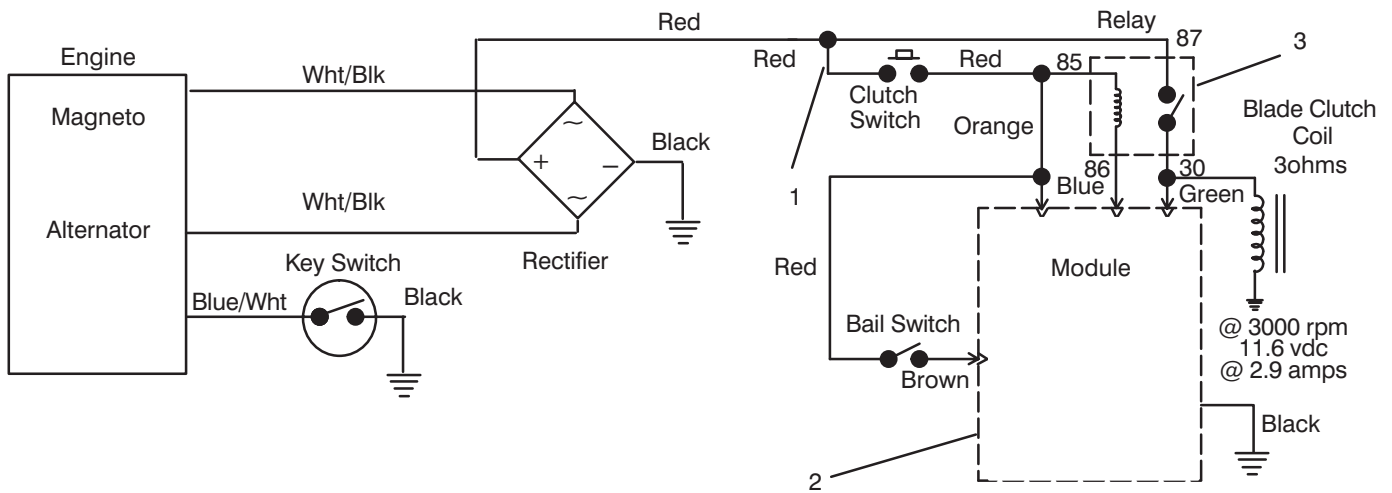 Engine
Magneto
Alternator
Wht/Blk
Wht/Blk
Key Switch
Blue/Wht
Black
Red
~
+
–
~
Rectifier
Black
Red
1
Clutch
Switch
Red
Orange
Relay
87
85
86
30
3
Blue
Green
Blade Clutch
Coil
3ohms
Red
Bail Switch
Brown
Module
@ 3000 rpm
11.6 vdc
@ 2.9 amps
Black
2